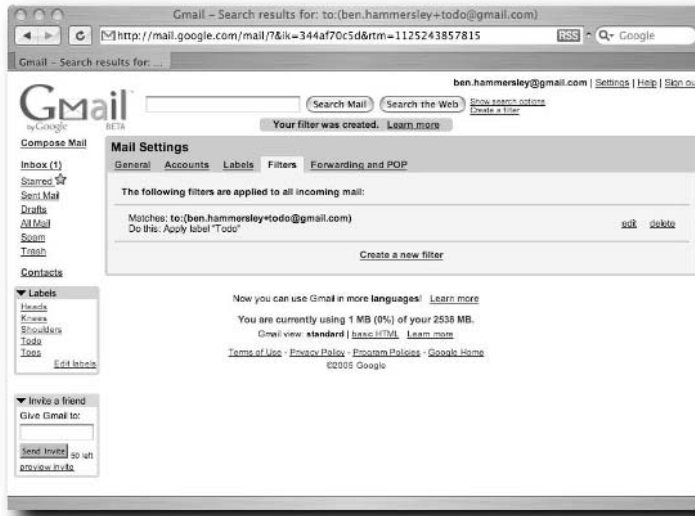 Gmail – Search results for: to:(ben.hammersley+todo@gmail.com)
http://mail.google.com/mail/?&ik=344af70c5d&rtm=1125243857815 RSS Google
Gmail – Search results for: ...
ben.hammersley@gmail.com | Settings | Help | Sign ou
Gmail by Google BETA
Search Mail Search the Web Show search options
Create a filter
Your filter was created. Learn more
Compose Mail
Inbox (1)
Starred
Sent Mail
Drafts
All Mail
Spam
Trash
Contacts
Labels
Heads
Knees
Shoulders
Todo
Toes
Edit labels
Invite a friend
Give Gmail to:
Send Invite 50 left
preview invite
Mail Settings
General Accounts Labels Filters Forwarding and POP
The following filters are applied to all incoming mail:
Matches: to:(ben.hammersley+todo@gmail.com)
Do this: Apply label "Todo"
edit delete
Create a new filter
Now you can use Gmail in more languages! Learn more
You are currently using 1 MB (0%) of your 2538 MB.
Gmail view: standard | basic HTML Learn more
Terms of Use - Privacy Policy - Program Policies - Google Home
©2005 Google